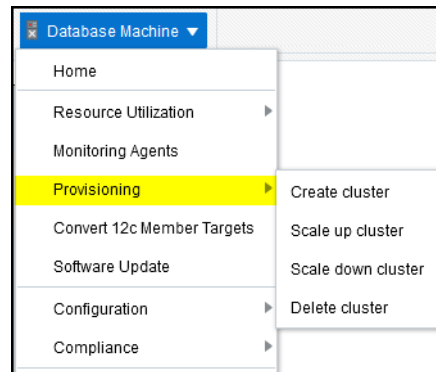 Database Machine
Home
Resource Utilization
Monitoring Agents
Provisioning
Create cluster
Convert 12c Member Targets
Scale up cluster
Software Update
Scale down cluster
Configuration
Delete cluster
Compliance